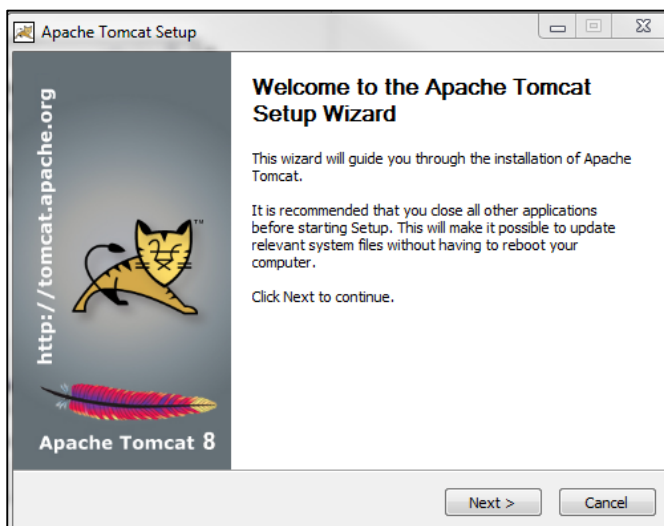 Apache Tomcat Setup
http://tomcat.apache.org
Apache Tomcat 8
Welcome to the Apache Tomcat
Setup Wizard
This wizard will guide you through the installation of Apache
Tomcat.
It is recommended that you close all other applications
before starting Setup. This will make it possible to update
relevant system files without having to reboot your
computer.
Click Next to continue.
Next >
Cancel
TM